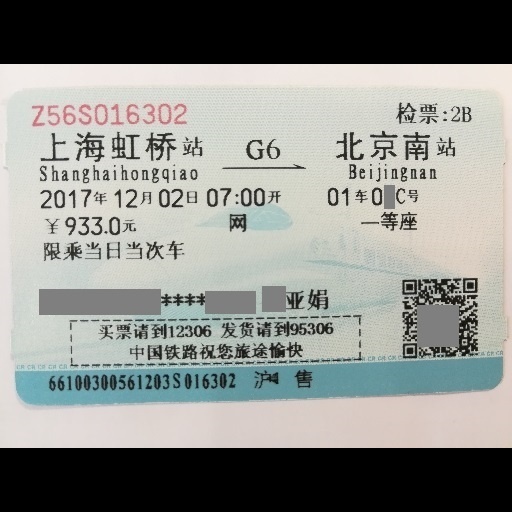 Z56S016302 检票:2B
上海虹桥站 G6 北京南站
Shanghaihongqiao Beijingnan
2017年12月02日07:00开 01车0 C号
￥933.0元 网 一等座
限乘当日当次车
**** 亚娟
买票请到12306 发货请到95306
中国铁路祝您旅途愉快
66100300561203S016302 沪 售